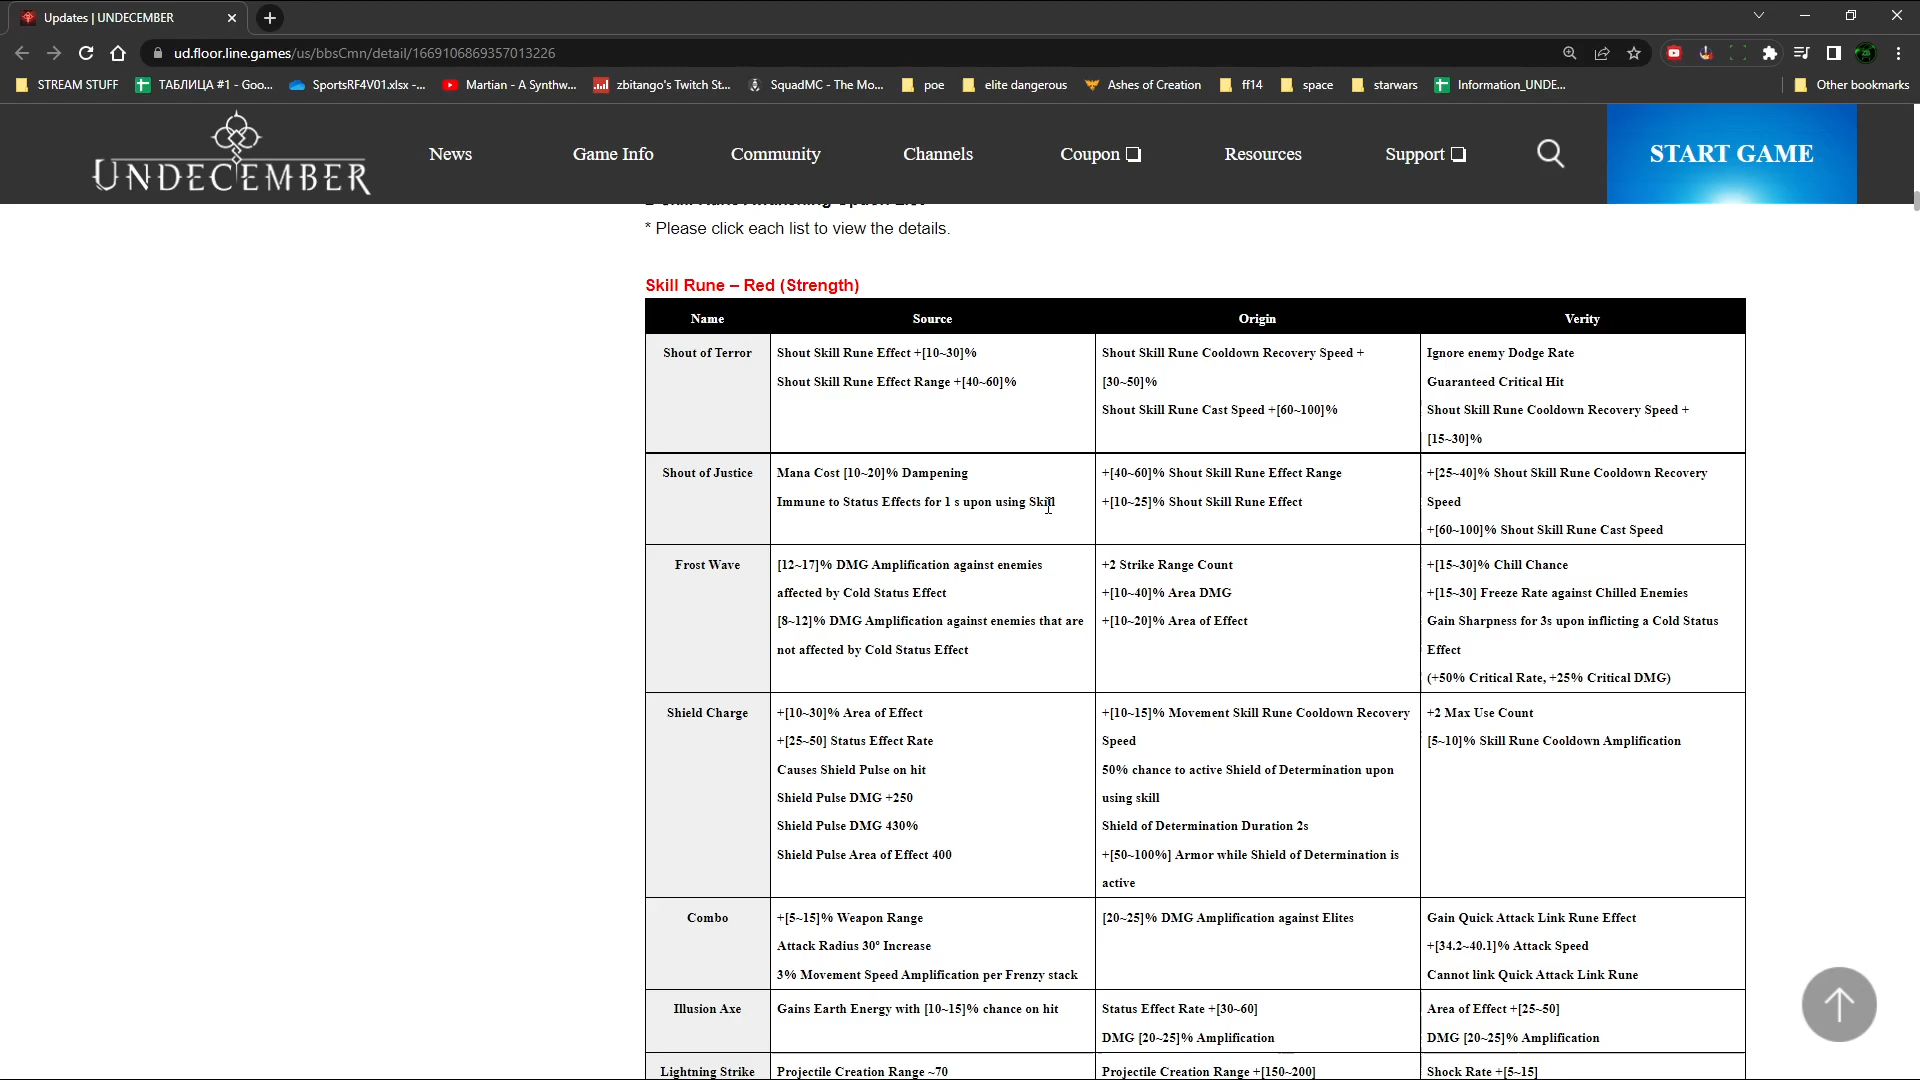 Updates | UNDECEMBER
ud.floor.line.games/us/bbsCmn/detail/1669106869357013226
STREAM STUFF
ТАБЛИЦА #1 - Goo...
SportsRF4V01.xlsx -...
Martian - A Synthw...
zbitango's Twitch St...
SquadMC - The Mo...
poe
elite dangerous
Ashes of Creation
ff14
space
starwars
Information_UNDE...
Other bookmarks
UNDECEMBER
News
Game Info
Community
Channels
Coupon
Resources
Support
START GAME
* Please click each list to view the details.
Skill Rune – Red (Strength)
Name
Source
Origin
Verity
Shout of Terror
Shout Skill Rune Effect +[10~30]%
Shout Skill Rune Effect Range +[40~60]%
Shout Skill Rune Cooldown Recovery Speed +
[30~50]%
Shout Skill Rune Cast Speed +[60~100]%
Ignore enemy Dodge Rate
Guaranteed Critical Hit
Shout Skill Rune Cooldown Recovery Speed +
[15~30]%
Shout of Justice
Mana Cost [10~20]% Dampening
Immune to Status Effects for 1 s upon using Skill
+[40~60]% Shout Skill Rune Effect Range
+[10~25]% Shout Skill Rune Effect
+[25~40]% Shout Skill Rune Cooldown Recovery
Speed
+[60~100]% Shout Skill Rune Cast Speed
Frost Wave
[12~17]% DMG Amplification against enemies
affected by Cold Status Effect
[8~12]% DMG Amplification against enemies that are
not affected by Cold Status Effect
+2 Strike Range Count
+[10~40]% Area DMG
+[10~20]% Area of Effect
+[15~30]% Chill Chance
+[15~30] Freeze Rate against Chilled Enemies
Gain Sharpness for 3s upon inflicting a Cold Status
Effect
(+50% Critical Rate, +25% Critical DMG)
Shield Charge
+[10~30]% Area of Effect
+[25~50] Status Effect Rate
Causes Shield Pulse on hit
Shield Pulse DMG +250
Shield Pulse DMG 430%
Shield Pulse Area of Effect 400
+[10~15]% Movement Skill Rune Cooldown Recovery
Speed
50% chance to active Shield of Determination upon
using skill
Shield of Determination Duration 2s
+[50~100%] Armor while Shield of Determination is
active
+2 Max Use Count
[5~10]% Skill Rune Cooldown Amplification
Combo
+[5~15]% Weapon Range
Attack Radius 30º Increase
3% Movement Speed Amplification per Frenzy stack
[20~25]% DMG Amplification against Elites
Gain Quick Attack Link Rune Effect
+[34.2~40.1]% Attack Speed
Cannot link Quick Attack Link Rune
Illusion Axe
Gains Earth Energy with [10~15]% chance on hit
Status Effect Rate +[30~60]
DMG [20~25]% Amplification
Area of Effect +[25~50]
DMG [20~25]% Amplification
Lightning Strike
Projectile Creation Range ~70
Projectile Creation Range +[150~200]
Shock Rate +[5~15]